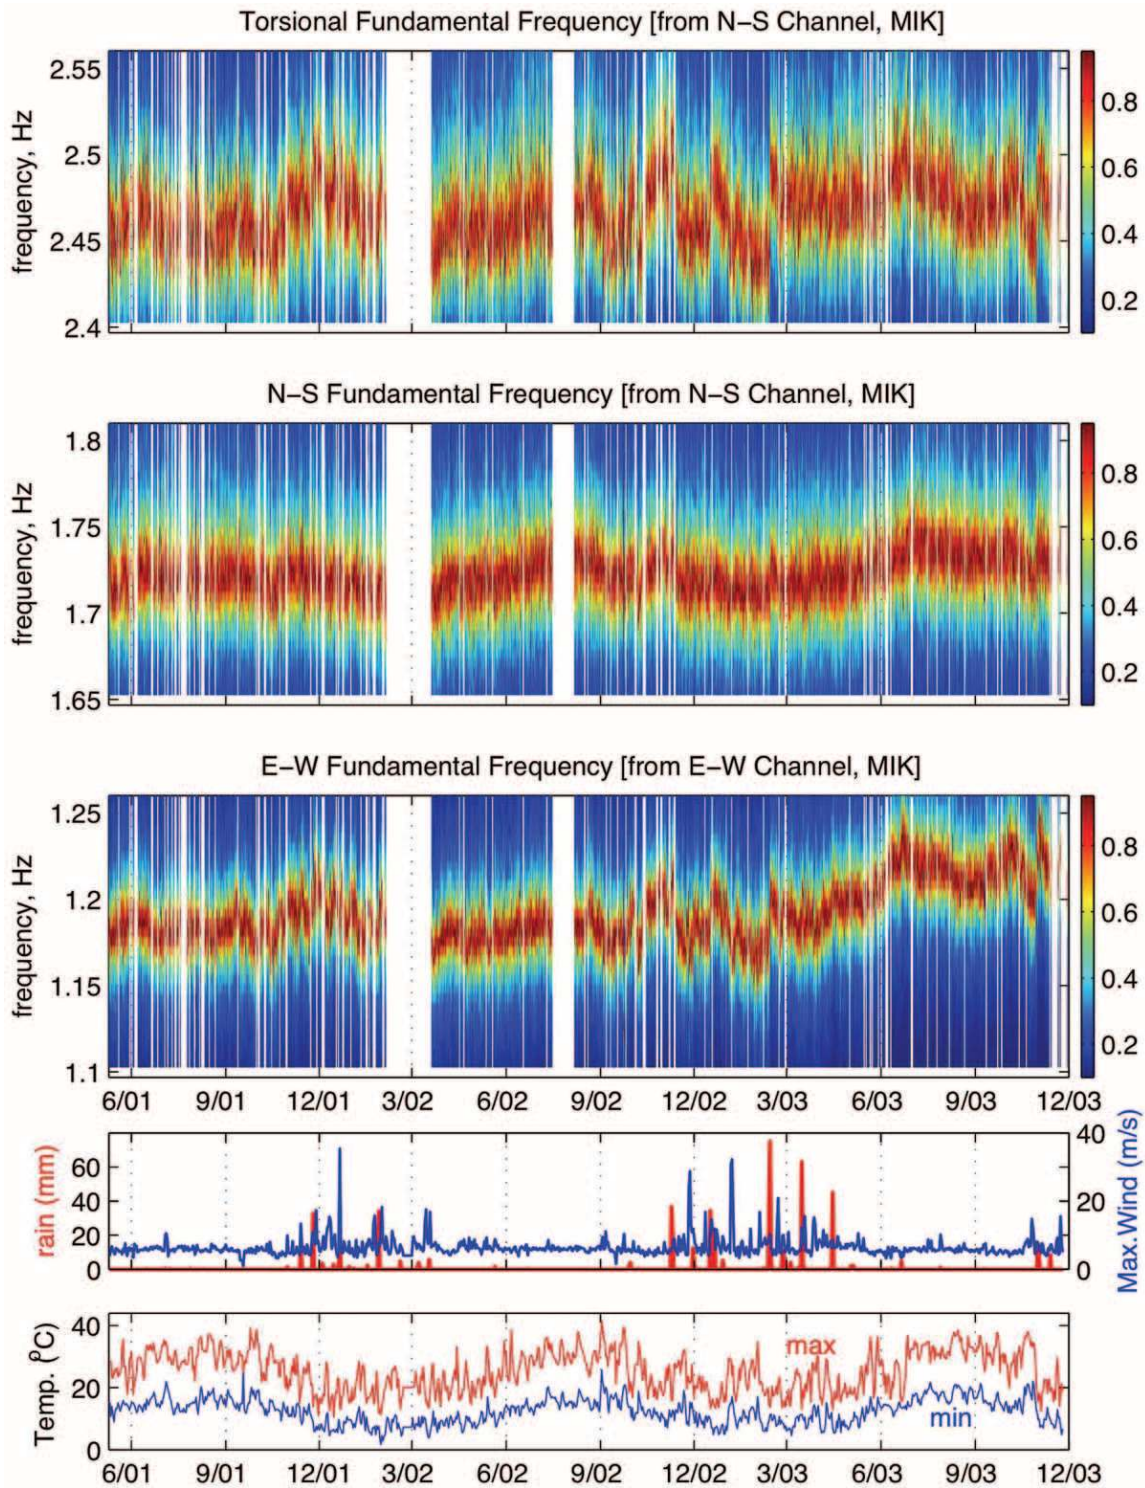 Torsional Fundamental Frequency [from N−S Channel, MIK]
frequency, Hz
2.55
2.5
2.45
2.4
0.8
0.6
0.4
0.2
N−S Fundamental Frequency [from N−S Channel, MIK]
frequency, Hz
1.8
1.75
1.7
1.65
0.8
0.6
0.4
0.2
E−W Fundamental Frequency [from E−W Channel, MIK]
frequency, Hz
1.25
1.2
1.15
1.1
0.8
0.6
0.4
0.2
6/01 9/01 12/01 3/02 6/02 9/02 12/02 3/03 6/03 9/03 12/03
rain (mm)
60
40
20
0
40
20
0
Max.Wind (m/s)
Temp. (ºC)
40
20
0
max
min
6/01 9/01 12/01 3/02 6/02 9/02 12/02 3/03 6/03 9/03 12/03